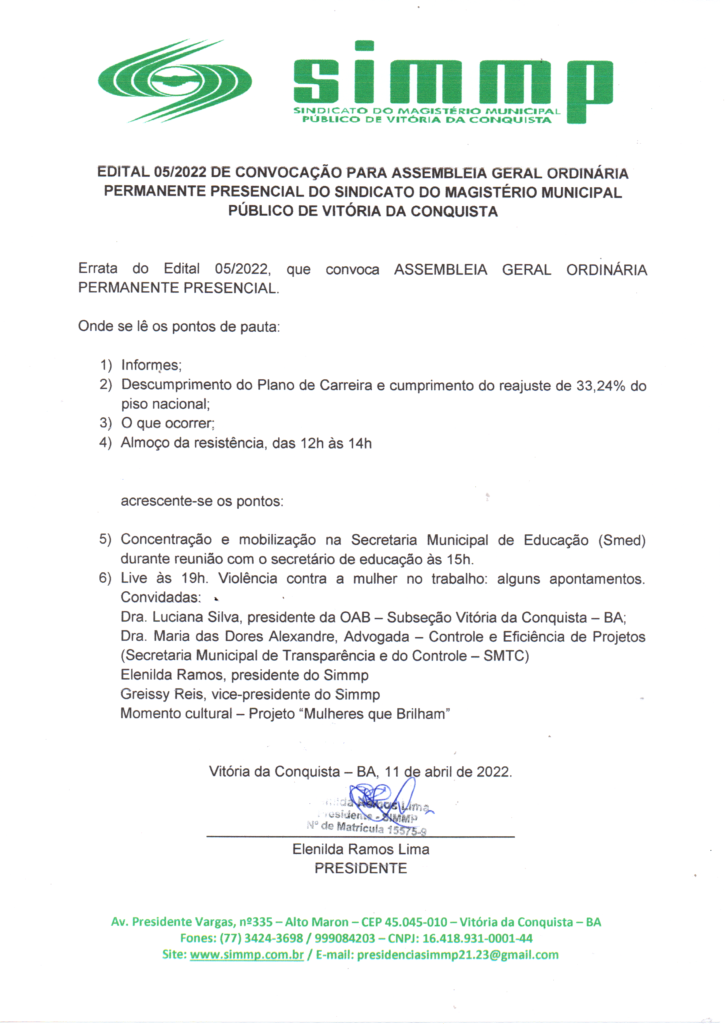 simmp
SINDICATO DO MAGISTÉRIO MUNICIPAL
PÚBLICO DE VITÓRIA DA CONQUISTA
EDITAL 05/2022 DE CONVOCAÇÃO PARA ASSEMBLEIA GERAL ORDINÁRIA
PERMANENTE PRESENCIAL DO SINDICATO DO MAGISTÉRIO MUNICIPAL
PÚBLICO DE VITÓRIA DA CONQUISTA
Errata do Edital 05/2022, que convoca ASSEMBLEIA GERAL ORDINÁRIA
PERMANENTE PRESENCIAL.
Onde se lê os pontos de pauta:
1) Informes;
2) Descumprimento do Plano de Carreira e cumprimento do reajuste de 33,24% do
piso nacional;
3) O que ocorrer;
4) Almoço da resistência, das 12h às 14h
acrescente-se os pontos:
5) Concentração e mobilização na Secretaria Municipal de Educação (Smed)
durante reunião com o secretário de educação às 15h.
6) Live às 19h. Violência contra a mulher no trabalho: alguns apontamentos.
Convidadas:
Dra. Luciana Silva, presidente da OAB – Subseção Vitória da Conquista – BA;
Dra. Maria das Dores Alexandre, Advogada – Controle e Eficiência de Projetos
(Secretaria Municipal de Transparência e do Controle – SMTC)
Elenilda Ramos, presidente do Simmp
Greissy Reis, vice-presidente do Simmp
Momento cultural – Projeto “Mulheres que Brilham”
Vitória da Conquista – BA, 11 de abril de 2022.
Ramos Lima
SIMMP
Nº de Matrícula 15575-9
Elenilda Ramos Lima
PRESIDENTE
Av. Presidente Vargas, nº335 – Alto Maron – CEP 45.045-010 – Vitória da Conquista – BA
Fones: (77) 3424-3698 / 999084203 – CNPJ: 16.418.931-0001-44
Site: www.simmp.com.br / E-mail: presidenciasimmp21.23@gmail.com